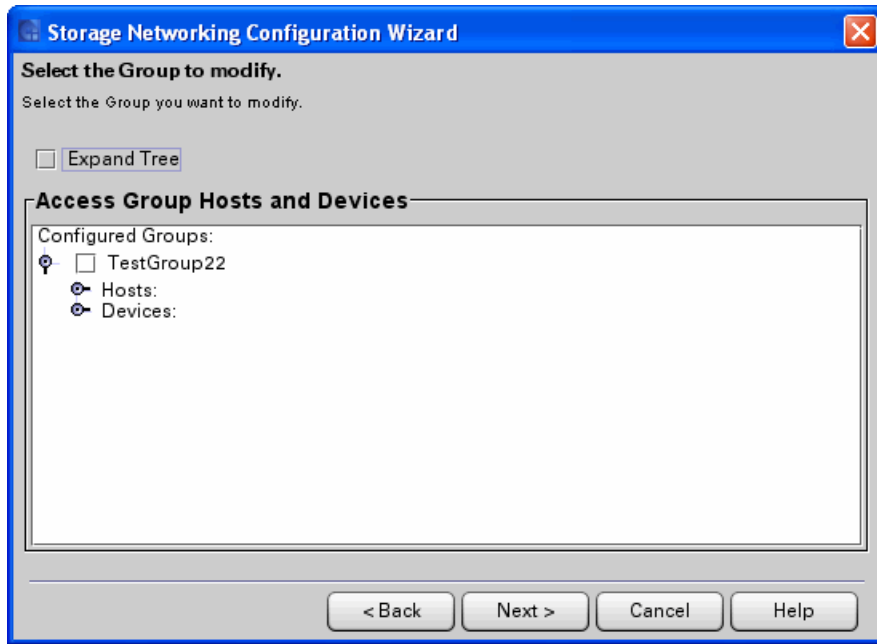 Storage Networking Configuration Wizard
Select the Group to modify.
Select the Group you want to modify.
Expand Tree
Access Group Hosts and Devices
Configured Groups:
TestGroup22
Hosts:
Devices:
< Back Next > Cancel Help